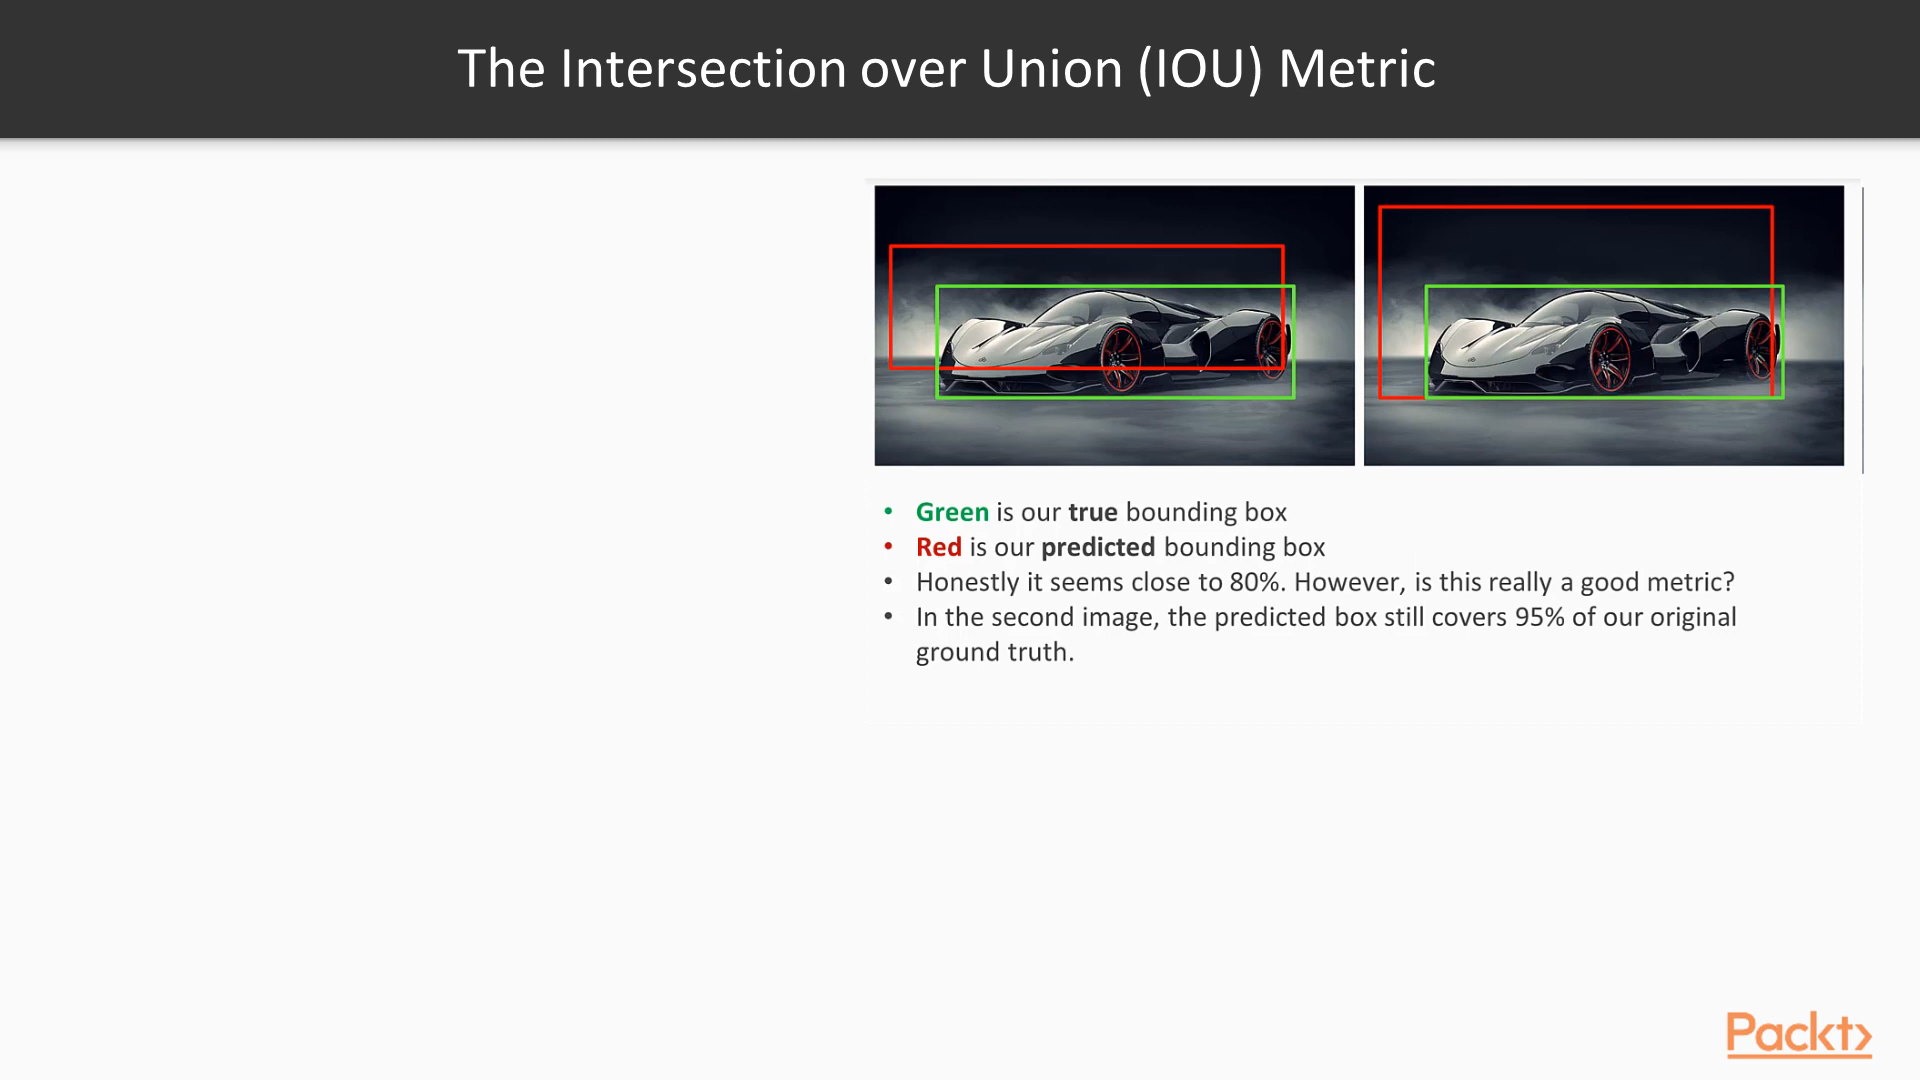 The Intersection over Union (IOU) Metric
• Green is our true bounding box
• Red is our predicted bounding box
• Honestly it seems close to 80%. However, is this really a good metric?
• In the second image, the predicted box still covers 95% of our original
ground truth.
Packt>